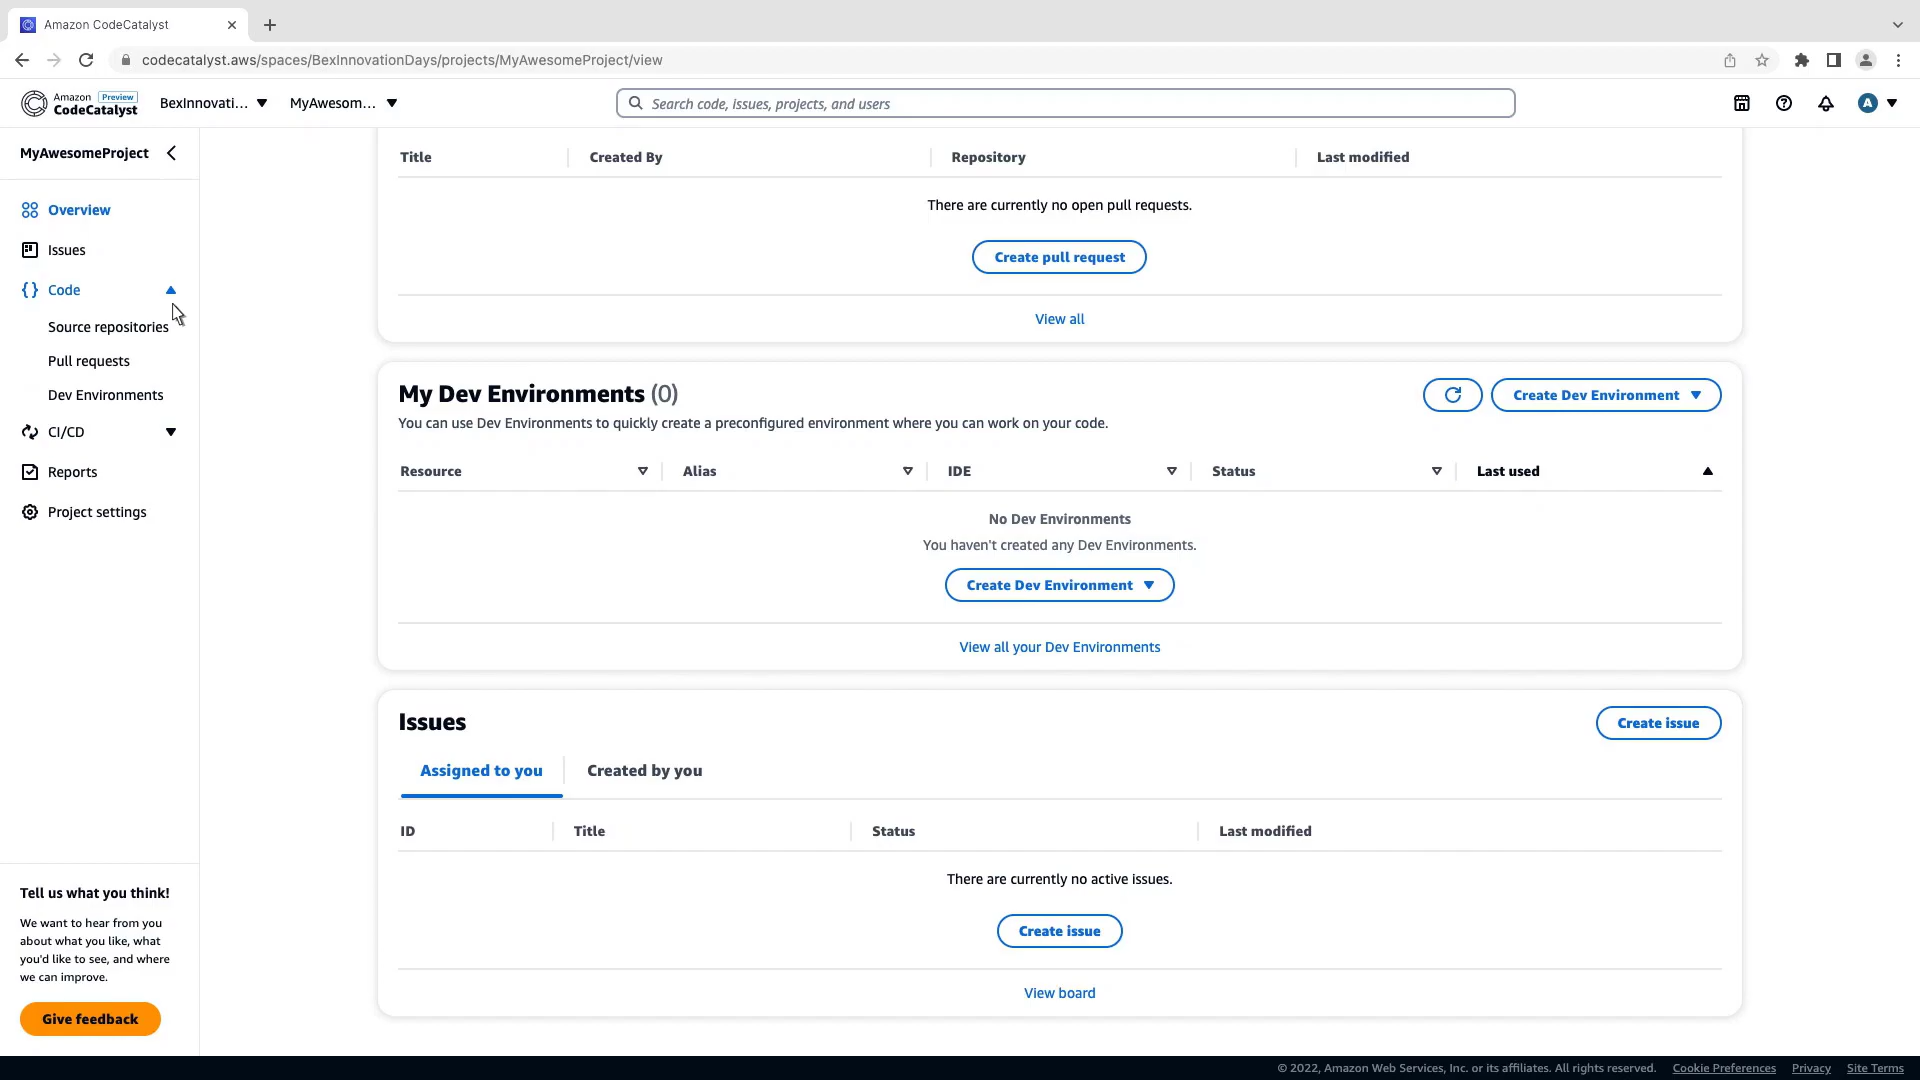 Amazon CodeCatalyst
codecatalyst.aws/spaces/BexInnovationDays/projects/MyAwesomeProject/view
Amazon Preview
CodeCatalyst
BexInnovati...
MyAwesom...
Search code, issues, projects, and users
A
MyAwesomeProject
Overview
Issues
Code
Source repositories
Pull requests
Dev Environments
CI/CD
Reports
Project settings
Tell us what you think!
We want to hear from you
about what you like, what
you'd like to see, and where
we can improve.
Give feedback
Title Created By Repository Last modified
There are currently no open pull requests.
Create pull request
View all
My Dev Environments (0)
Create Dev Environment
You can use Dev Environments to quickly create a preconfigured environment where you can work on your code.
Resource Alias IDE Status Last used
No Dev Environments
You haven't created any Dev Environments.
Create Dev Environment
View all your Dev Environments
Issues
Create issue
Assigned to you Created by you
ID Title Status Last modified
There are currently no active issues.
Create issue
View board
© 2022, Amazon Web Services, Inc. or its affiliates. All rights reserved. Cookie Preferences Privacy Site Terms